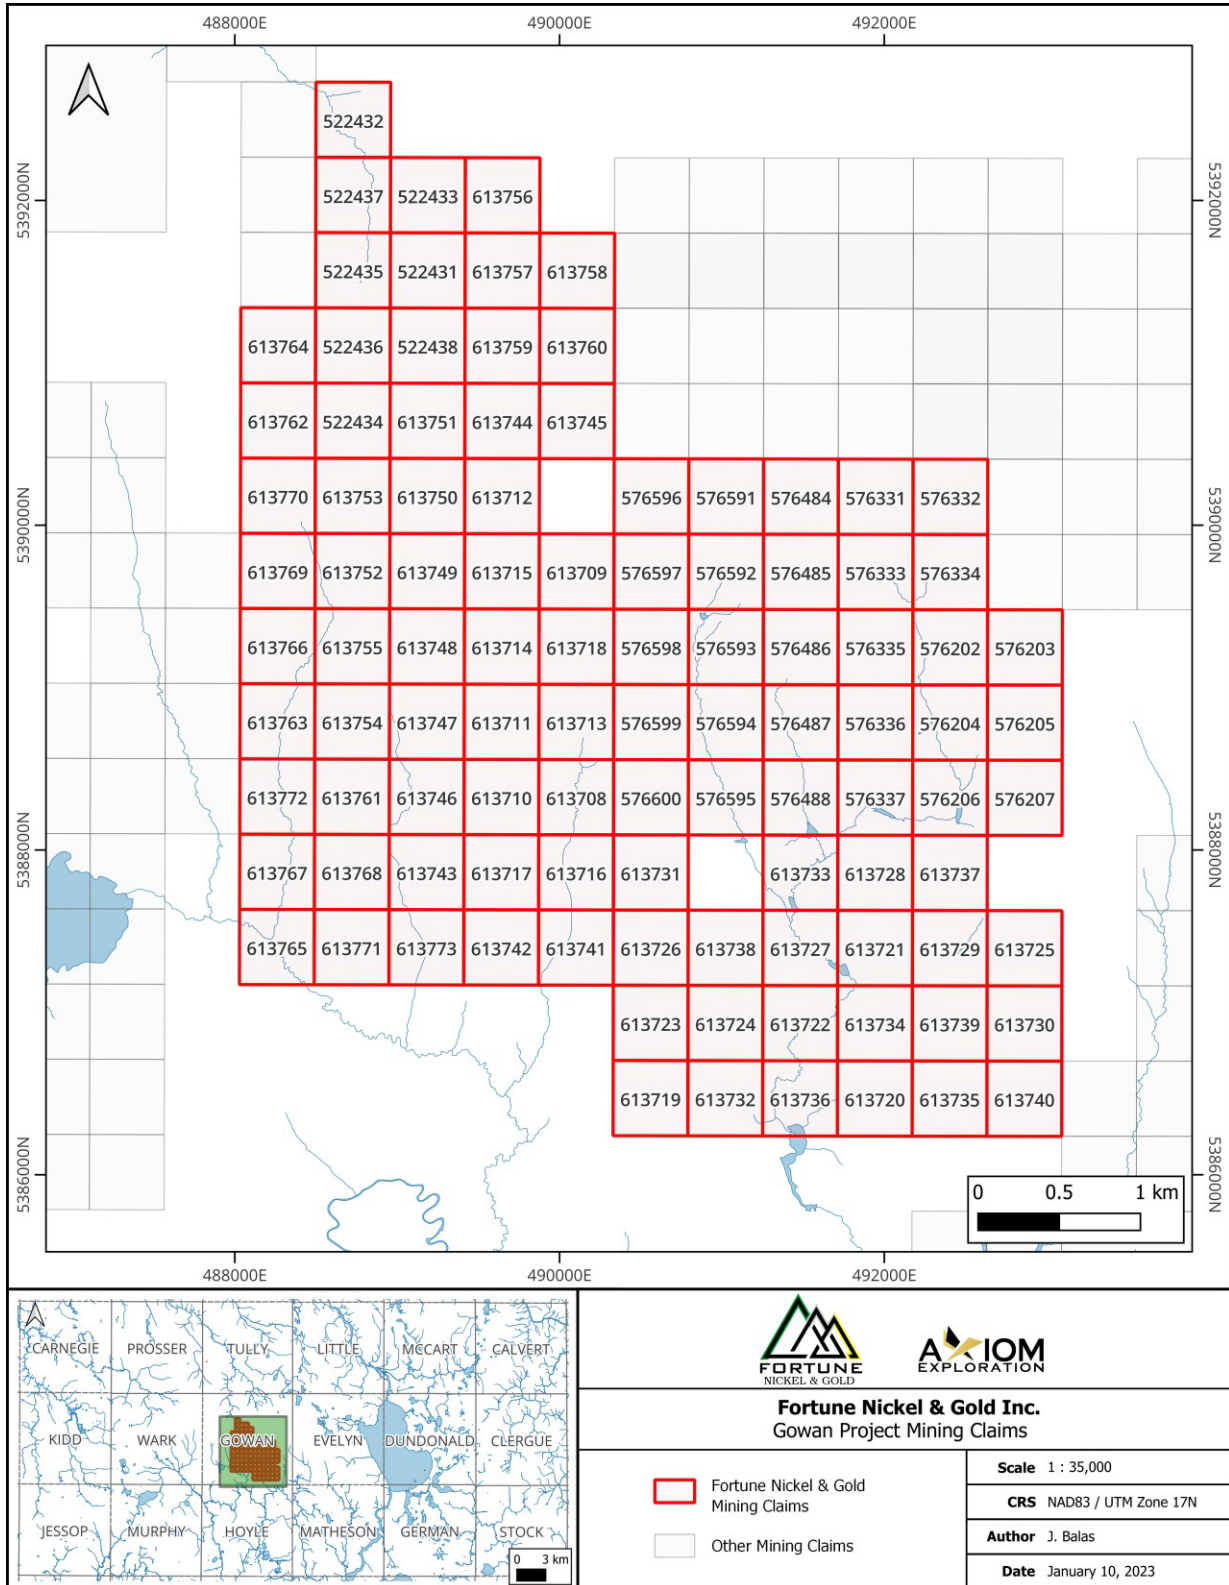 488000E 490000E 492000E
522432
5392000N 522437 522433 613756 5392000N
522435 522431 613757 613758
613764 522436 522438 613759 613760
613762 522434 613751 613744 613745
613770 613753 613750 613712 576596 576591 576484 576331 576332
5390000N 5390000N
613769 613752 613749 613715 613709 576597 576592 576485 576333 576334
613766 613755 613748 613714 613718 576598 576593 576486 576335 576202 576203
613763 613754 613747 613711 613713 576599 576594 576487 576336 576204 576205
613772 613761 613746 613710 613708 576600 576595 576488 576337 576206 576207
5388000N 5388000N
613767 613768 613743 613717 613716 613731 613733 613728 613737
613765 613771 613773 613742 613741 613726 613738 613727 613721 613729 613725
613723 613724 613722 613734 613739 613730
613719 613732 613736 613720 613735 613740
5386000N 5386000N
0 0.5 1 km
488000E 490000E 492000E
CARNEGIE PROSSER TULLY LITTLE MCCART CALVERT
KIDD WARK GOWAN EVELYN DUNDONALD CLERGUE
JESSOP MURPHY HOYLE MATHESON GERMAN STOCK
0 3 km
FORTUNE
NICKEL & GOLD
AXIOM
EXPLORATION
Fortune Nickel & Gold Inc.
Gowan Project Mining Claims
Fortune Nickel & Gold
Mining Claims
Other Mining Claims
Scale 1 : 35,000
CRS NAD83 / UTM Zone 17N
Author J. Balas
Date January 10, 2023